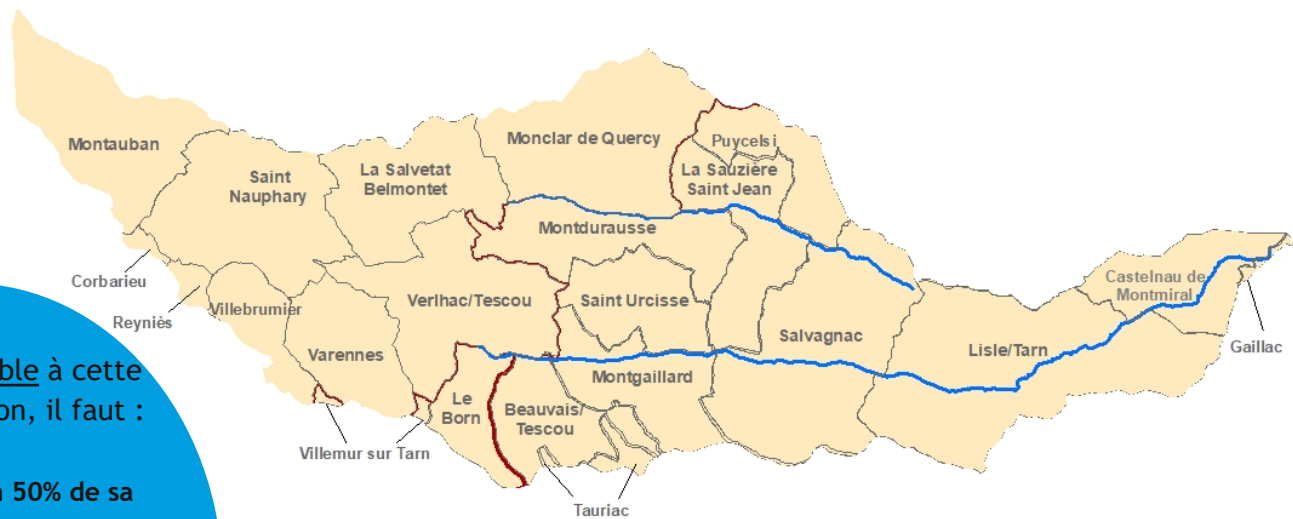 Montauban
Saint
Nauphary
La Salvetat
Belmontet
Monclar de Quercy
Puycelsi
La Sauzière
Saint Jean
Montdurausse
Corbarieu
Reyniès
Villebrumier
Verlhac/Tescou
Saint Urcisse
Castelnau de
Montmiral
Varennes
Salvagnac
Lisle/Tarn
Gaillac
Montgaillard
Le
Born
Beauvais/
Tescou
Villemur sur Tarn
Tauriac
ble à cette
on, il faut :
50% de sa